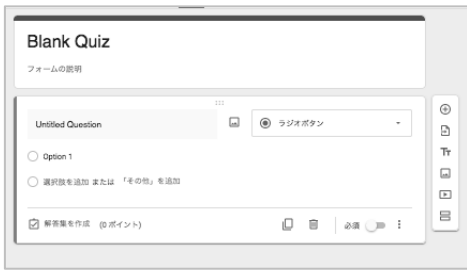 Blank Quiz
フォームの説明
Untitled Question
ラジオボタン
Option 1
選択肢を追加 または 「その他」を追加
解答集を作成 (0 ポイント)
必須
Tr